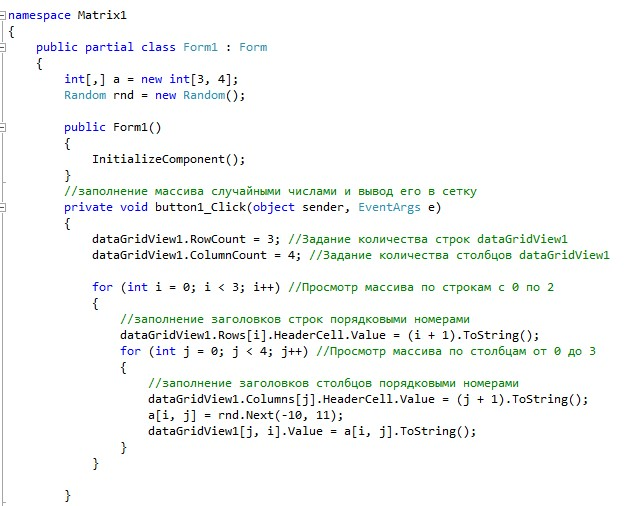 namespace Matrix1
{
public partial class Form1 : Form
{
int[,] a = new int[3, 4];
Random rnd = new Random();
public Form1()
{
InitializeComponent();
}
//заполнение массива случайными числами и вывод его в сетку
private void button1_Click(object sender, EventArgs e)
{
dataGridView1.RowCount = 3; //Задание количества строк dataGridView1
dataGridView1.ColumnCount = 4; //Задание количества столбцов dataGridView1
for (int i = 0; i < 3; i++) //Просмотр массива по строкам с 0 по 2
{
//заполнение заголовков строк порядковыми номерами
dataGridView1.Rows[i].HeaderCell.Value = (i + 1).ToString();
for (int j = 0; j < 4; j++) //Просмотр массива по столбцам от 0 до 3
{
//заполнение заголовков столбцов порядковыми номерами
dataGridView1.Columns[j].HeaderCell.Value = (j + 1).ToString();
a[i, j] = rnd.Next(-10, 11);
dataGridView1[j, i].Value = a[i, j].ToString();
}
}
}